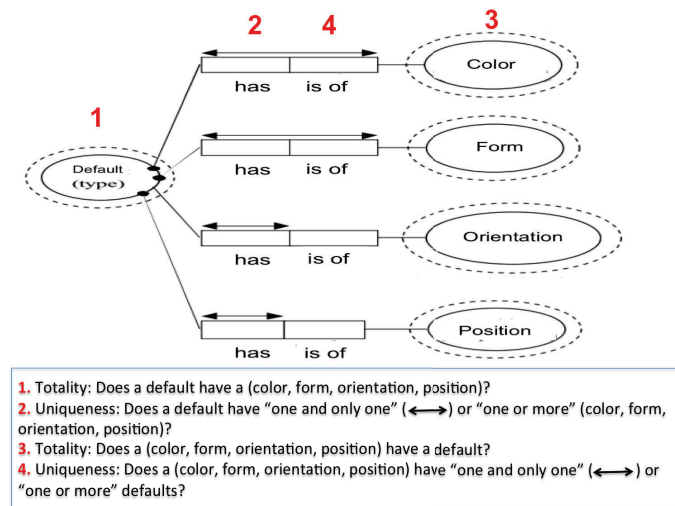 2 4 3
Color
has is of
1
Form
Default
(type)
has is of
Orientation
has is of
Position
has is of
1. Totality: Does a default have a (color, form, orientation, position)?
2. Uniqueness: Does a default have “one and only one” (⟷) or “one or more” (color, form,
orientation, position)?
3. Totality: Does a (color, form, orientation, position) have a default?
4. Uniqueness: Does a (color, form, orientation, position) have “one and only one” (⟷) or
“one or more” defaults?